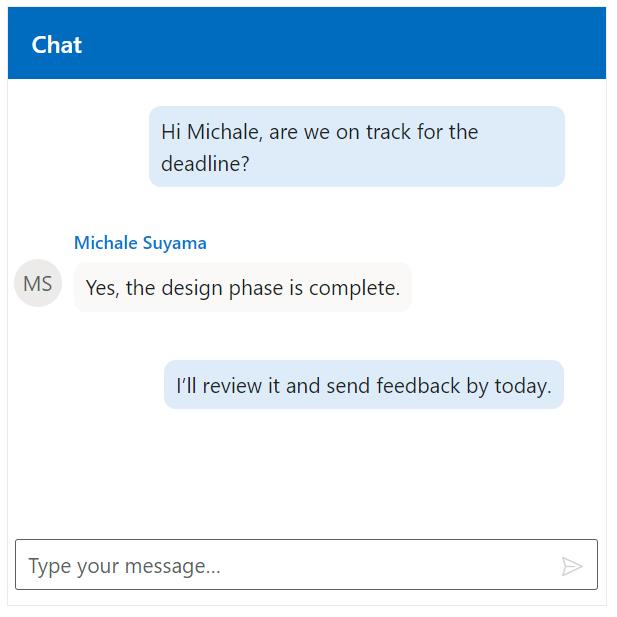 Chat
Hi Michale, are we on track for the
deadline?
Michale Suyama
MS
Yes, the design phase is complete.
I’ll review it and send feedback by today.
Type your message...